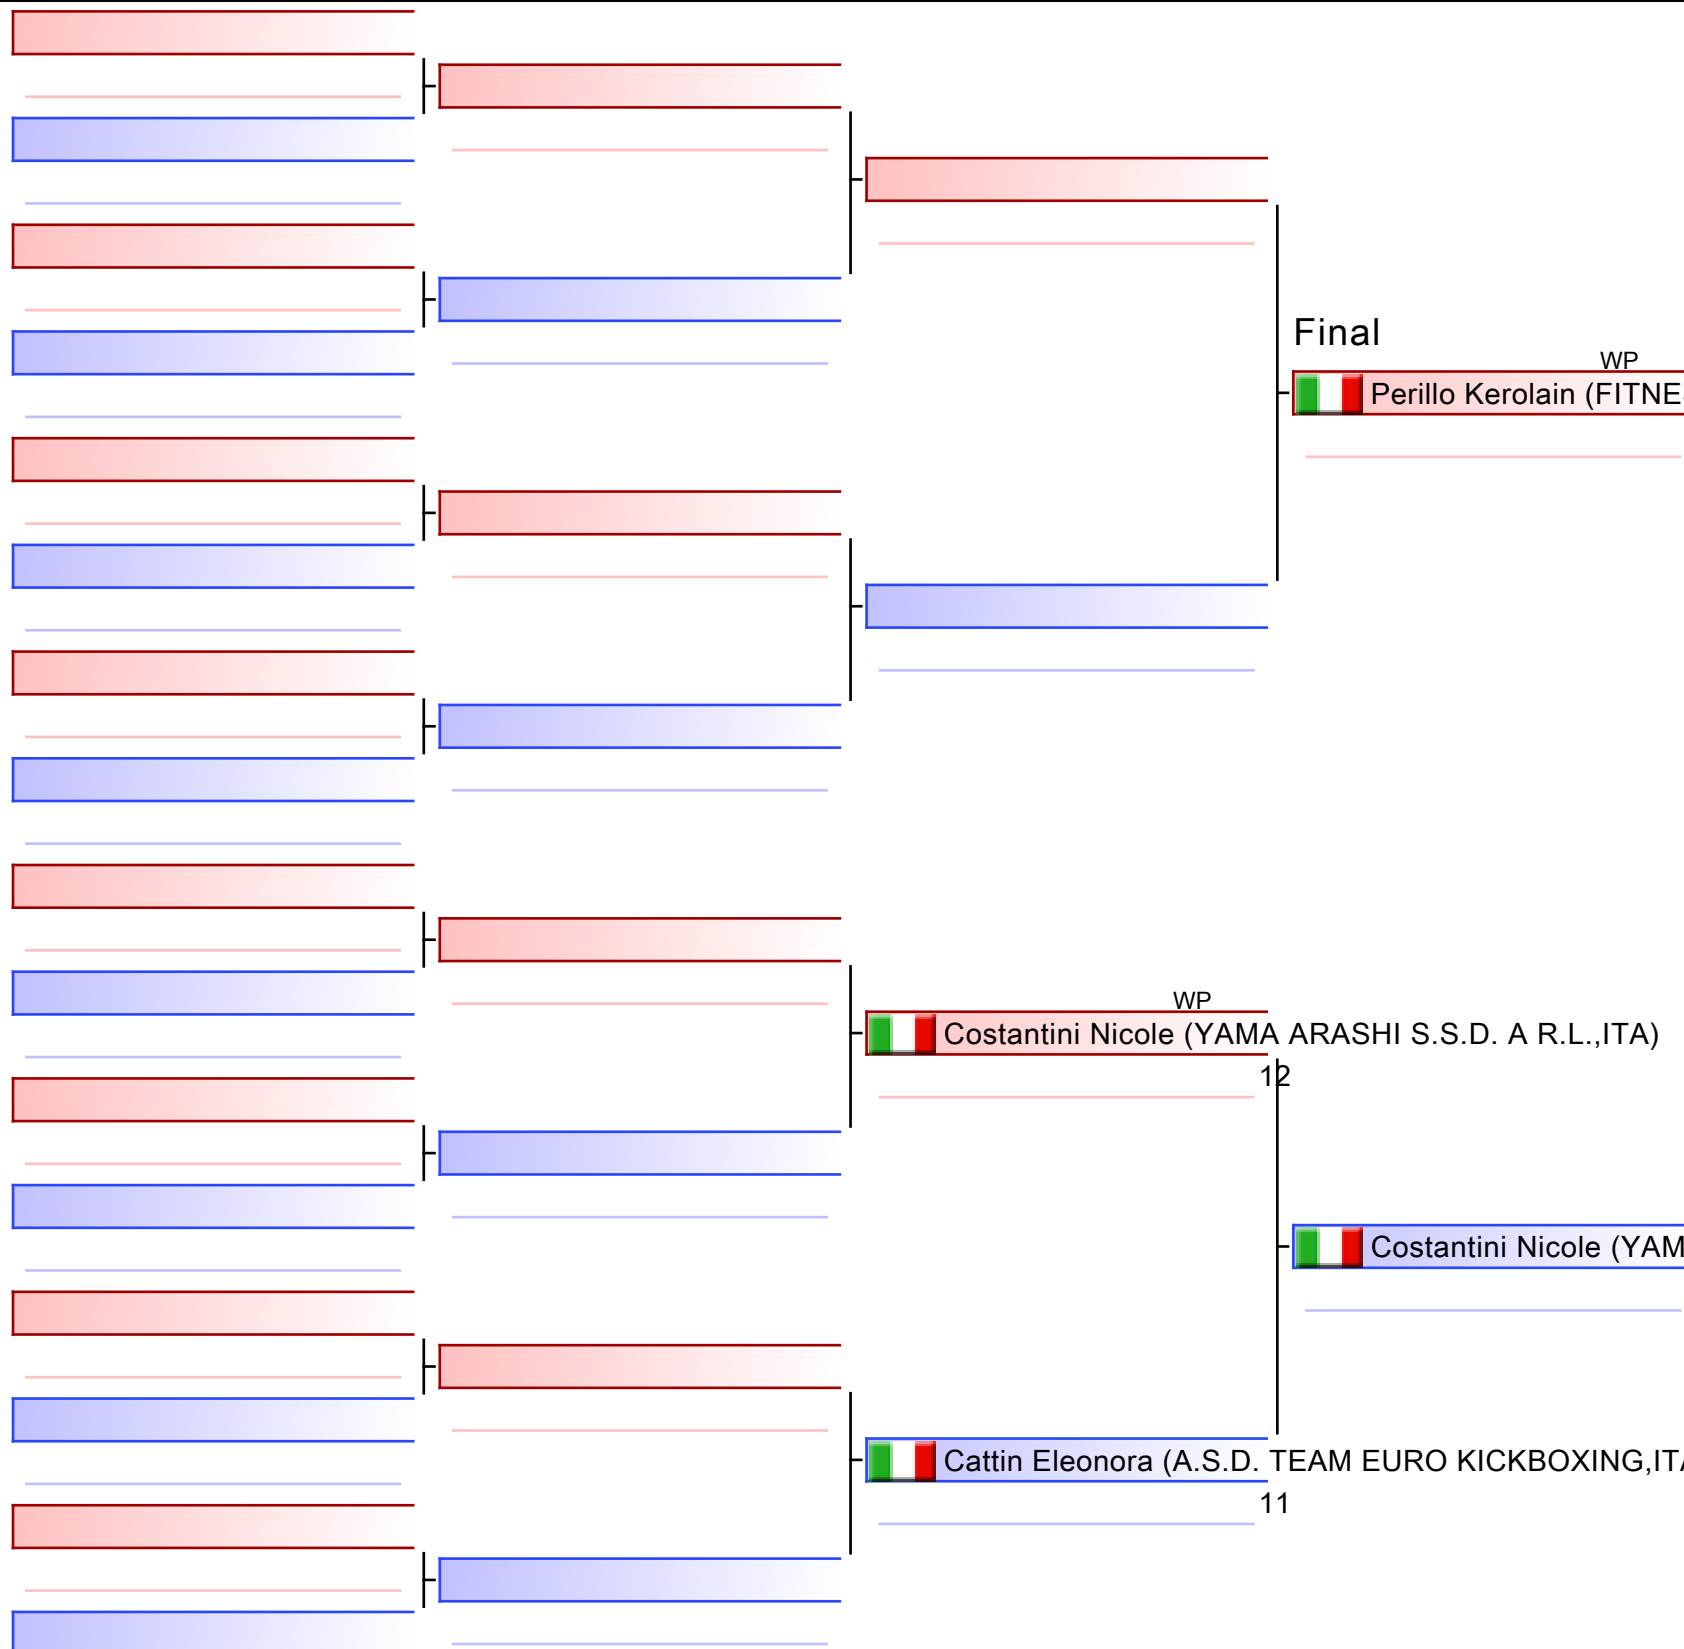 Final
WP
Perillo Kerolain (FITNE
WP
Costantini Nicole (YAMA ARASHI S.S.D. A R.L.,ITA)
12
Costantini Nicole (YAM
Cattin Eleonora (A.S.D. TEAM EURO KICKBOXING,ITA
11